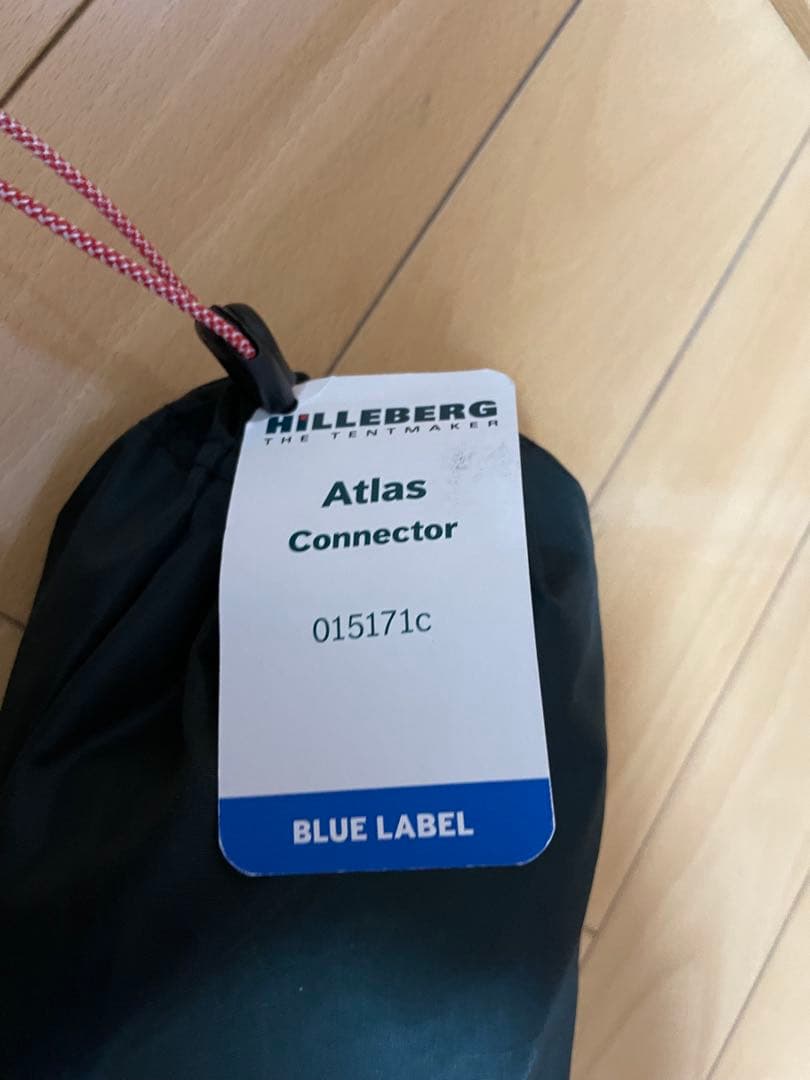 HiLLEBERG
THE TENTMAKER
Atlas
Connector
015171c
BLUE LABEL